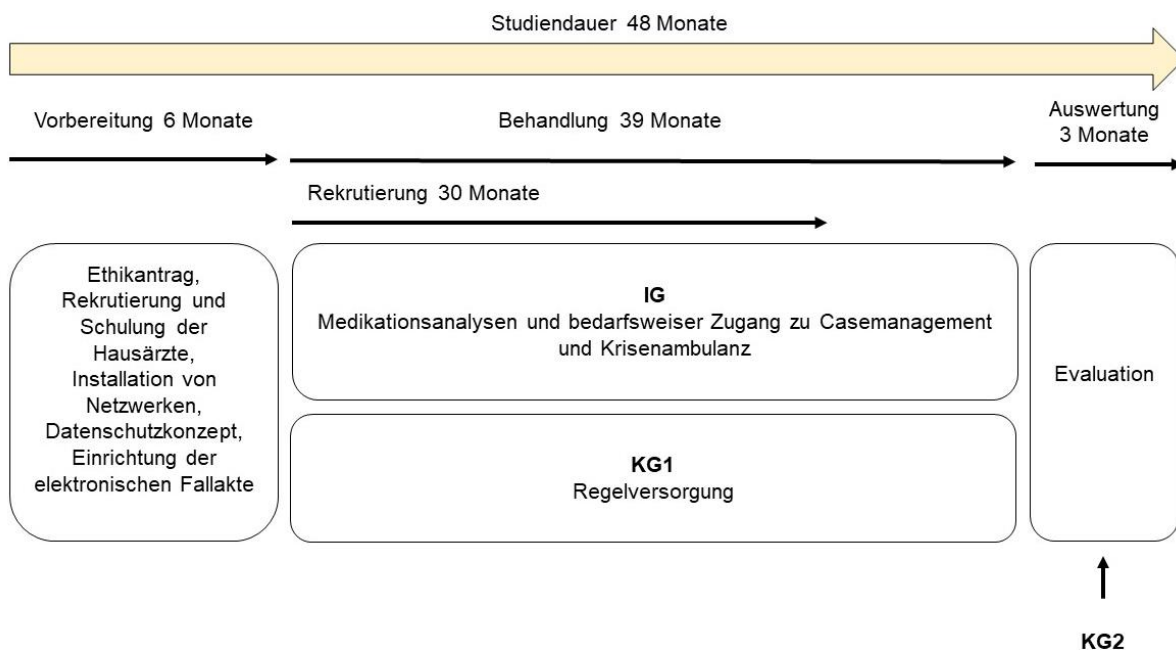 Studiendauer 48 Monate
Vorbereitung 6 Monate
Behandlung 39 Monate
Auswertung
3 Monate
Rekrutierung 30 Monate
Ethikantrag,
Rekrutierung und
Schulung der
Hausärzte,
Installation von
Netzwerken,
Datenschutzkonzept,
Einrichtung der
elektronischen Fallakte
IG
Medikationsanalysen und bedarfsweiser Zugang zu Casemanagement
und Krisenambulanz
KG1
Regelversorgung
Evaluation
KG2